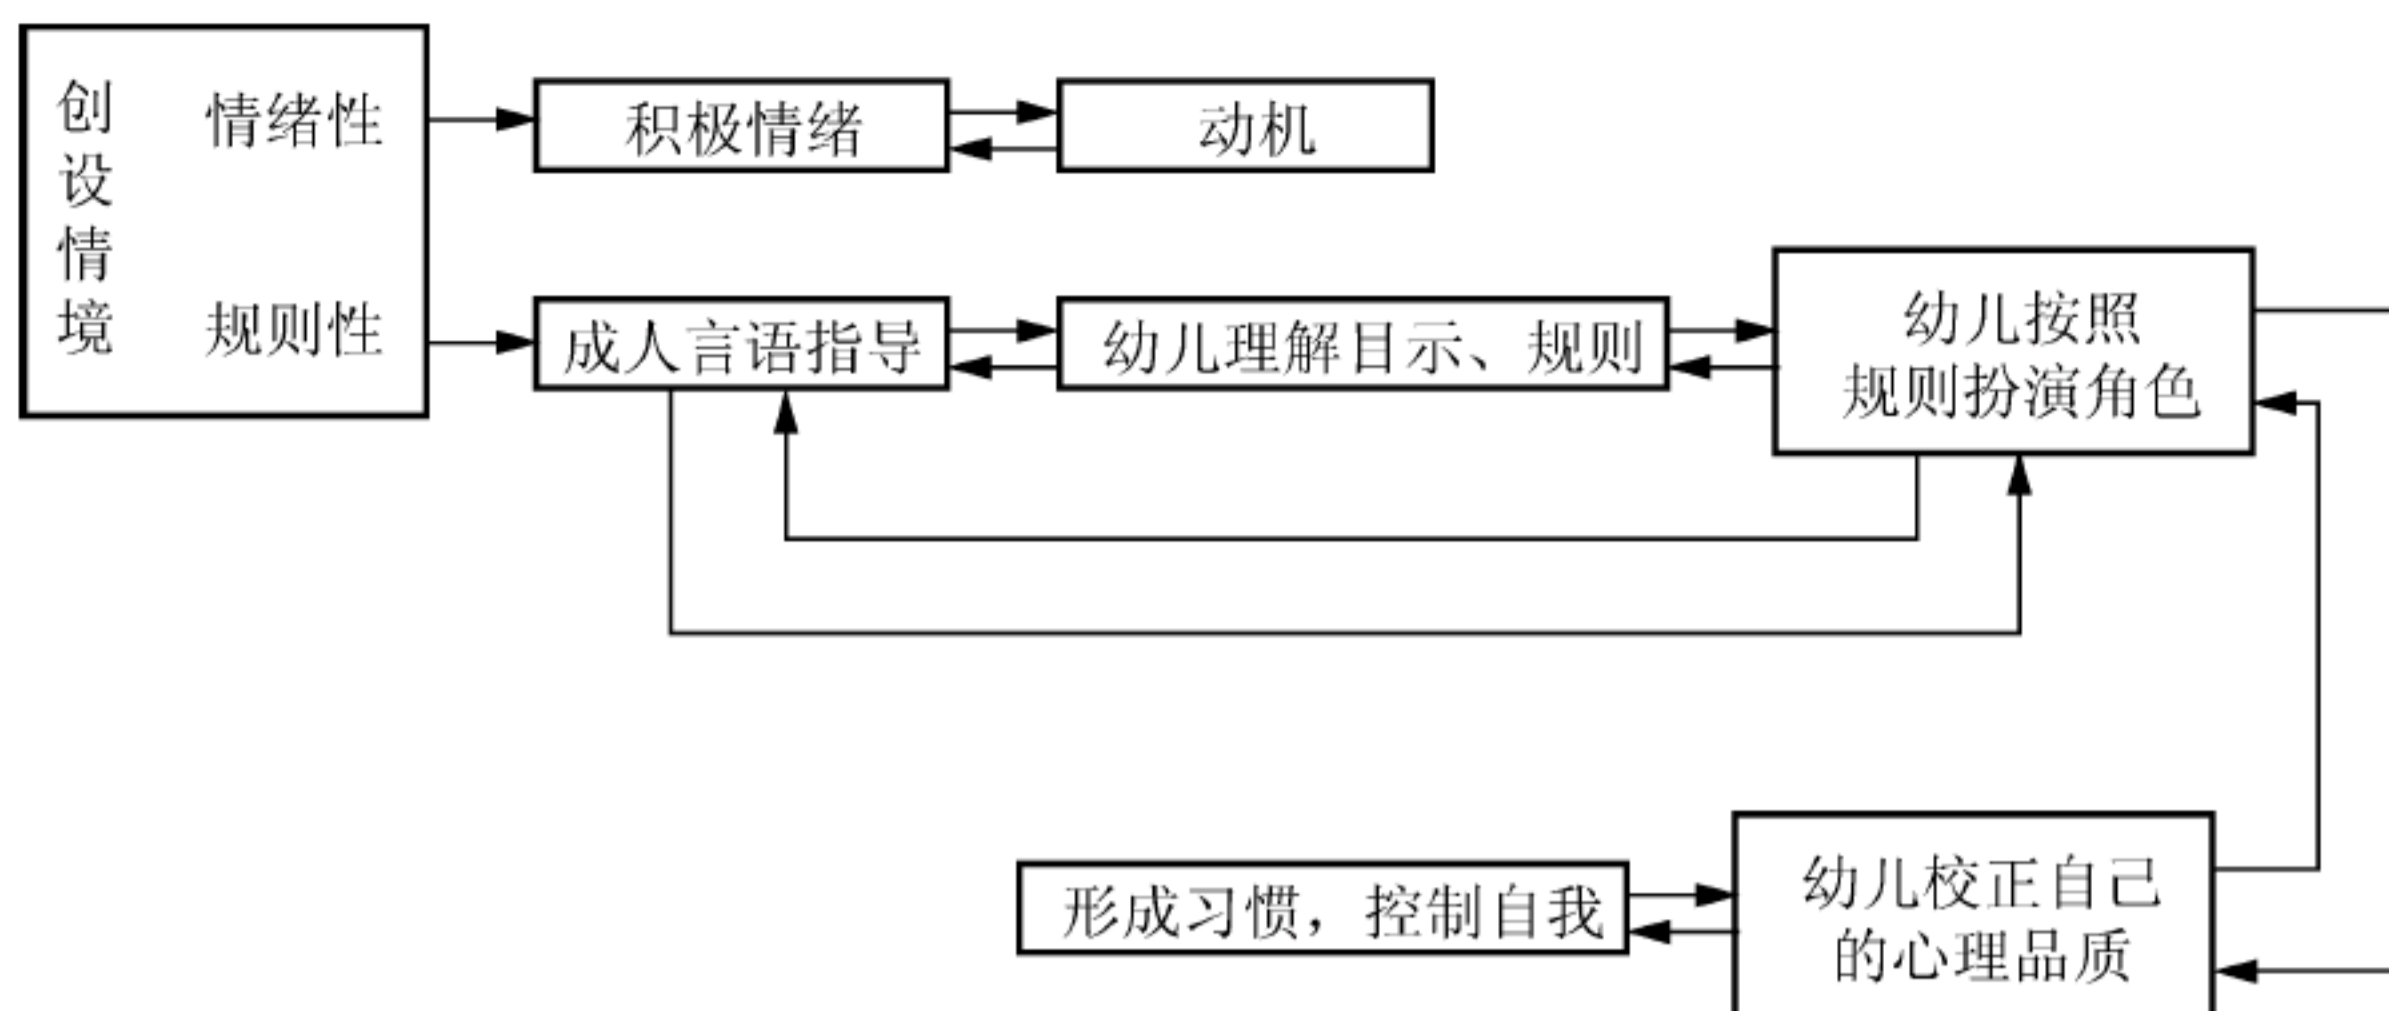 创设情境
情绪性
规则性
积极情绪
动机
成人言语指导
幼儿理解目示、规则
幼儿按照
规则扮演角色
形成习惯，控制自我
幼儿校正自己
的心理品质